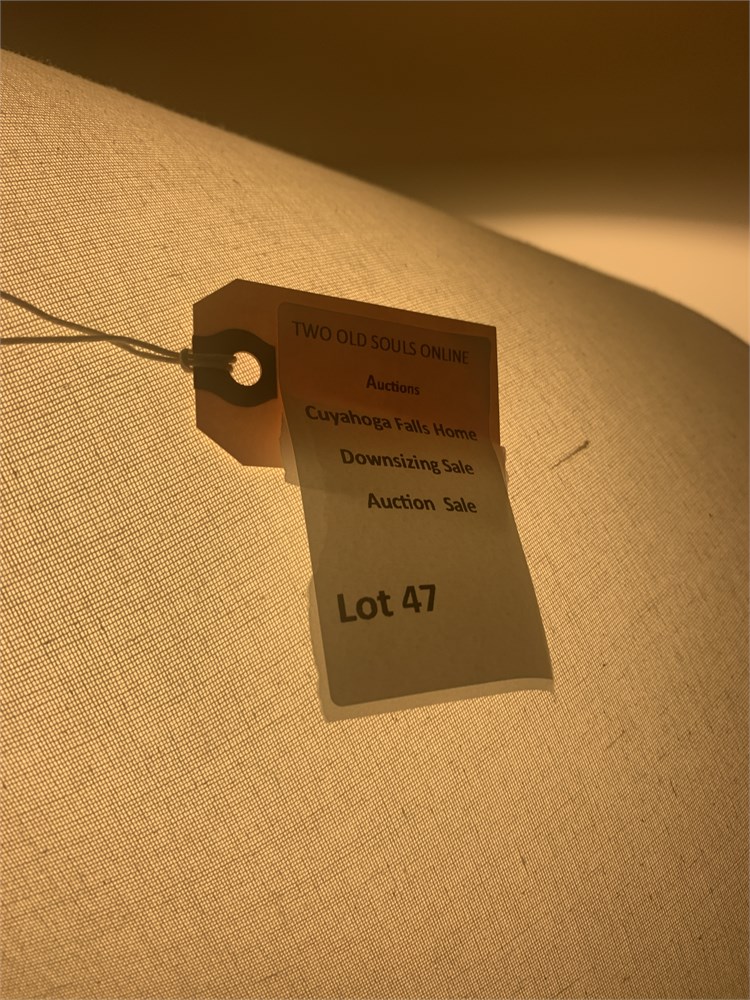 TWO OLD SOULS ONLINE
Auctions
Cuyahoga Falls Home
Downsizing Sale
Auction Sale
Lot 47